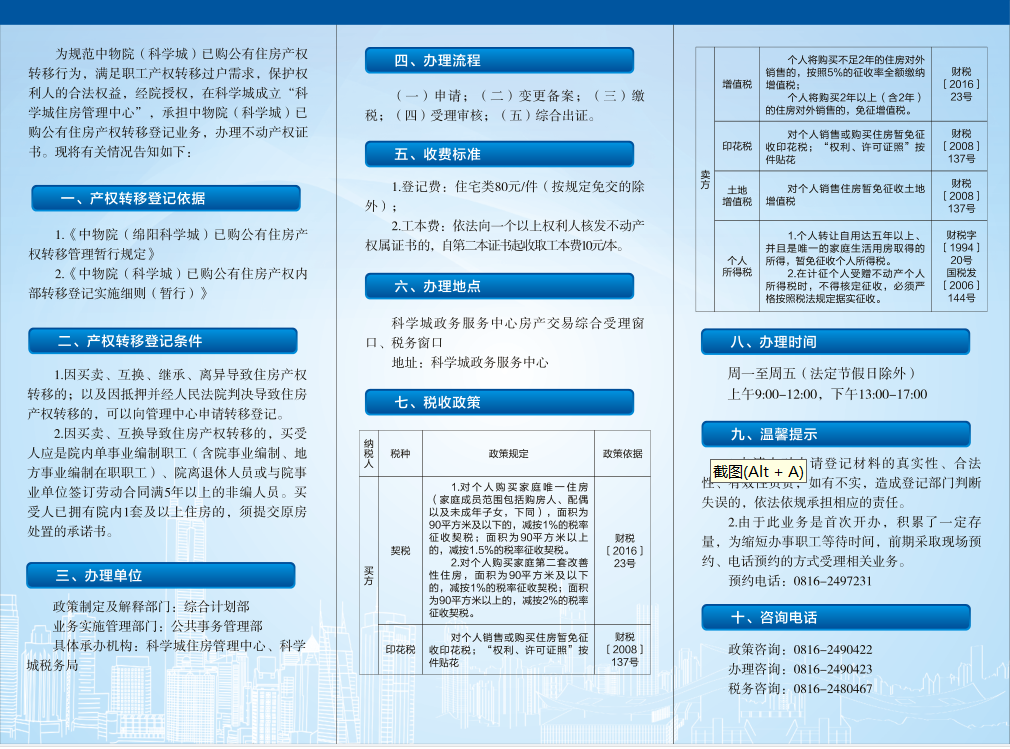 为规范中物院（科学城）已购公有住房产权
转移行为，满足职工产权转移过户需求，保护权
利人的合法权益，经院授权，在科学城成立“科
学城住房管理中心”，承担中物院（科学城）已
购公有住房产权转移登记业务，办理不动产权证
书。现将有关情况告知如下：
一、产权转移登记依据
1.《中物院（绵阳科学城）已购公有住房产
权转移管理暂行规定》
2.《中物院（科学城）已购公有住房产权内
部转移登记实施细则（暂行）》
二、产权转移登记条件
1.因买卖、互换、继承、离异导致住房产权
转移的；以及因抵押并经人民法院判决导致住房
产权转移的，可以向管理中心申请转移登记。
2.因买卖、互换导致住房产权转移的，买受
人应是院内单事业编制职工（含院事业编制、地
方事业编制在职职工）、院离退休人员或与院事
业单位签订劳动合同满5年以上的非编人员。买
受人已拥有院内1套及以上住房的，须提交原房
处置的承诺书。
三、办理单位
政策制定及解释部门：综合计划部
业务实施管理部门：公共事务管理部
具体承办机构：科学城住房管理中心、科学
城税务局
四、办理流程
（一）申请；（二）变更备案；（三）缴
税；（四）受理审核；（五）综合出证。
五、收费标准
1.登记费：住宅类80元/件（按规定免交的除
外）；
2.工本费：依法向一个以上权利人核发不动产
权属证书的，自第二本证书起收取工本费10元/本。
六、办理地点
科学城政务服务中心房产交易综合受理窗
口、税务窗口
地址：科学城政务服务中心
七、税收政策
纳税人 税种 政策规定 政策依据
买方
契税
1.对个人购买家庭唯一住房
（家庭成员范围包括购房人、配偶
以及未成年子女，下同），面积为
90平方米及以下的，减按1%的税率
征收契税；面积为90平方米以上
的，减按1.5%的税率征收契税。
2.对个人购买家庭第二套改善
性住房，面积为90平方米及以下
的，减按1%的税率征收契税；面积
为90平方米以上的，减按2%的税率
征收契税。
财税
［2016］
23号
印花税
对个人销售或购买住房暂免征
收印花税；“权利、许可证照”按
件贴花
财税
［2008］
137号
卖方
增值税
个人将购买不足2年的住房对外
销售的，按照5%的征收率全额缴纳
增值税；
个人将购买2年以上（含2年）
的住房对外销售的，免征增值税。
财税
［2016］
23号
印花税
对个人销售或购买住房暂免征
收印花税；“权利、许可证照”按
件贴花
财税
［2008］
137号
土地
增值税
对个人销售住房暂免征收土地
增值税
财税
［2008］
137号
个人
所得税
1.个人转让自用达五年以上、
并且是唯一的家庭生活用房取得的
所得，暂免征收个人所得税。
2.在计征个人受赠不动产个人
所得税时，不得核定征收，必须严
格按照税法规定据实征收。
财税字
［1994］
20号
国税发
［2006］
144号
八、办理时间
周一至周五（法定节假日除外）
上午9:00-12:00，下午13:00-17:00
九、温馨提示
截图(Alt + A)
请登记材料的真实性、合法
性、有效性负责，如有不实，造成登记部门判断
失误的，依法依规承担相应的责任。
2.由于此业务是首次开办，积累了一定存
量，为缩短办事职工等待时间，前期采取现场预
约、电话预约的方式受理相关业务。
预约电话：0816-2497231
十、咨询电话
政策咨询：0816-2490422
办理咨询：0816-2490423
税务咨询：0816-2480467